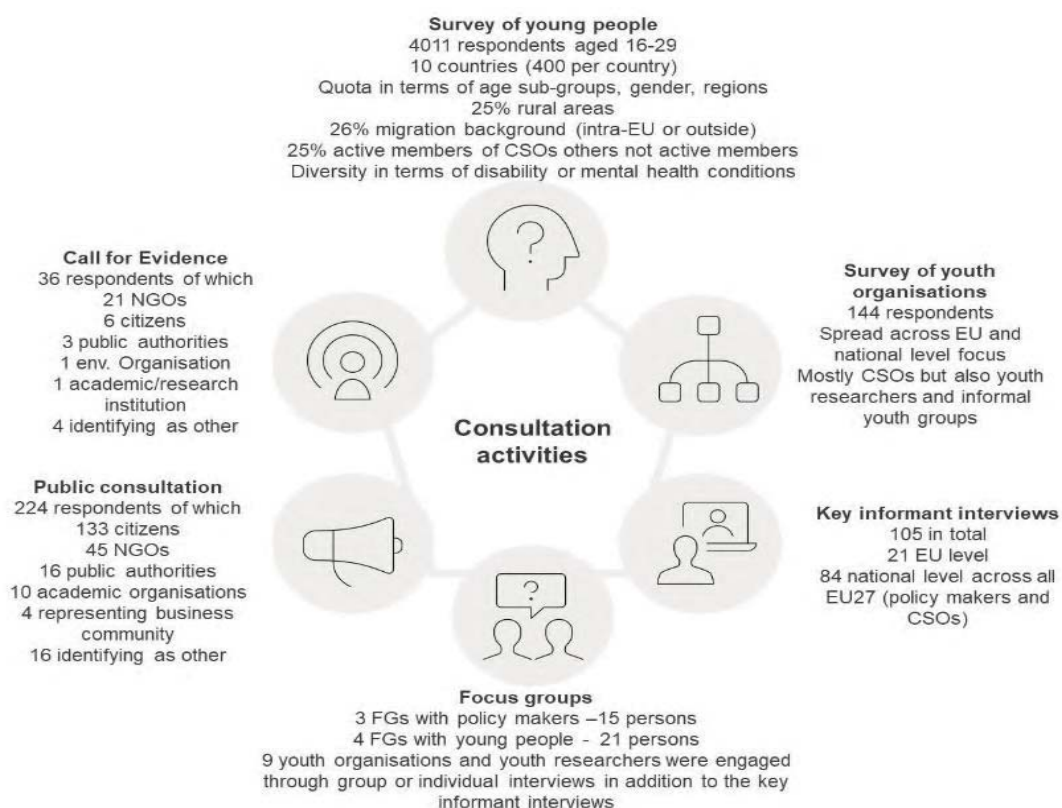 Survey of young people
4011 respondents aged 16-29
10 countries (400 per country)
Quota in terms of age sub-groups, gender, regions
25% rural areas
26% migration background (intra-EU or outside)
25% active members of CSOs others not active members
Diversity in terms of disability or mental health conditions
?
Call for Evidence
36 respondents of which
21 NGOs
6 citizens
3 public authorities
1 env. Organisation
1 academic/research
institution
4 identifying as other
Survey of youth
organisations
144 respondents
Spread across EU and
national level focus
Mostly CSOs but also youth
researchers and informal
youth groups
Consultation
activities
Public consultation
224 respondents of which
133 citizens
45 NGOs
16 public authorities
10 academic organisations
4 representing business
community
16 identifying as other
Key informant interviews
105 in total
21 EU level
84 national level across all
EU27 (policy makers and
CSOs)
?
Focus groups
3 FGs with policy makers –15 persons
4 FGs with young people - 21 persons
9 youth organisations and youth researchers were engaged
through group or individual interviews in addition to the key
informant interviews